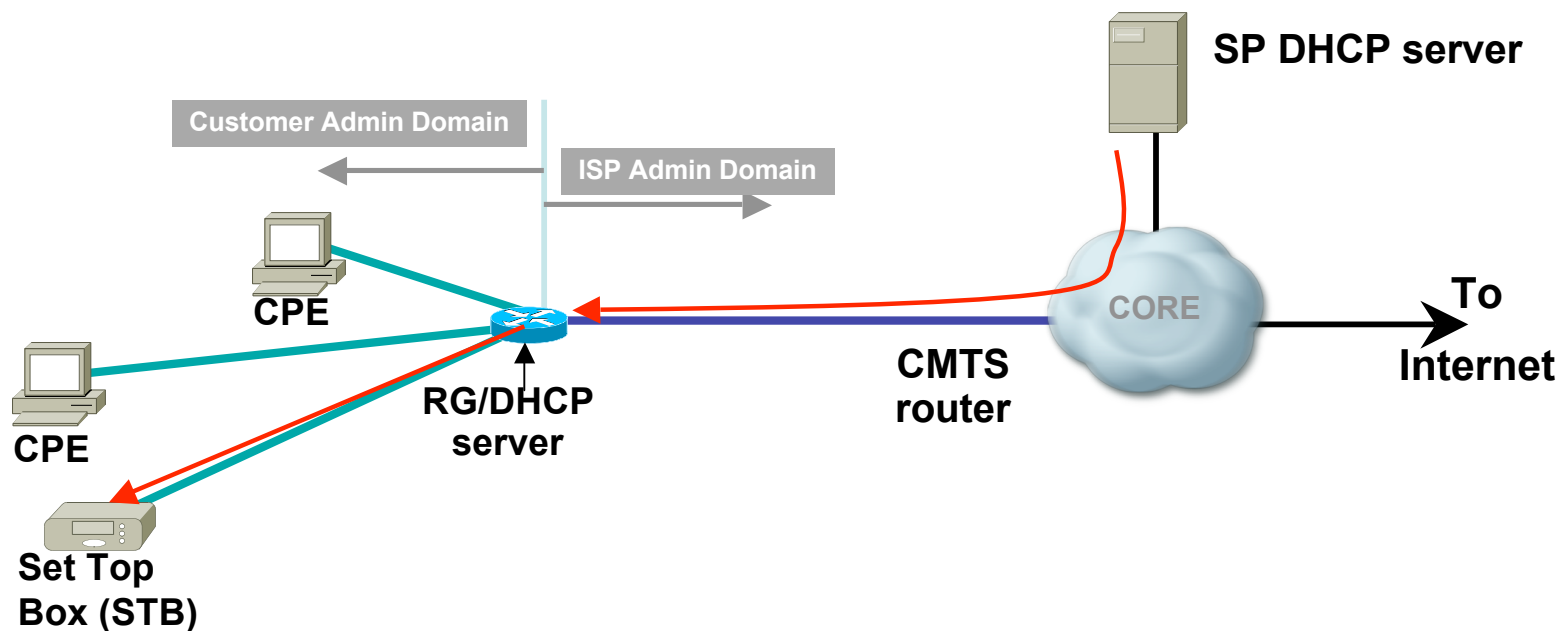 SP DHCP server
Customer Admin Domain
ISP Admin Domain
CPE
CORE
To
Internet
CMTS
router
RG/DHCP
server
CPE
Set Top
Box (STB)